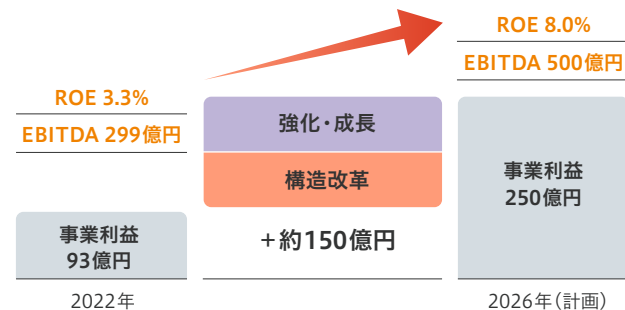 ROE 3.3%
EBITDA 299億円
事業利益
93億円
2022年
強化・成長
構造改革
＋約150億円
ROE 8.0%
EBITDA 500億円
事業利益
250億円
2026年（計画）